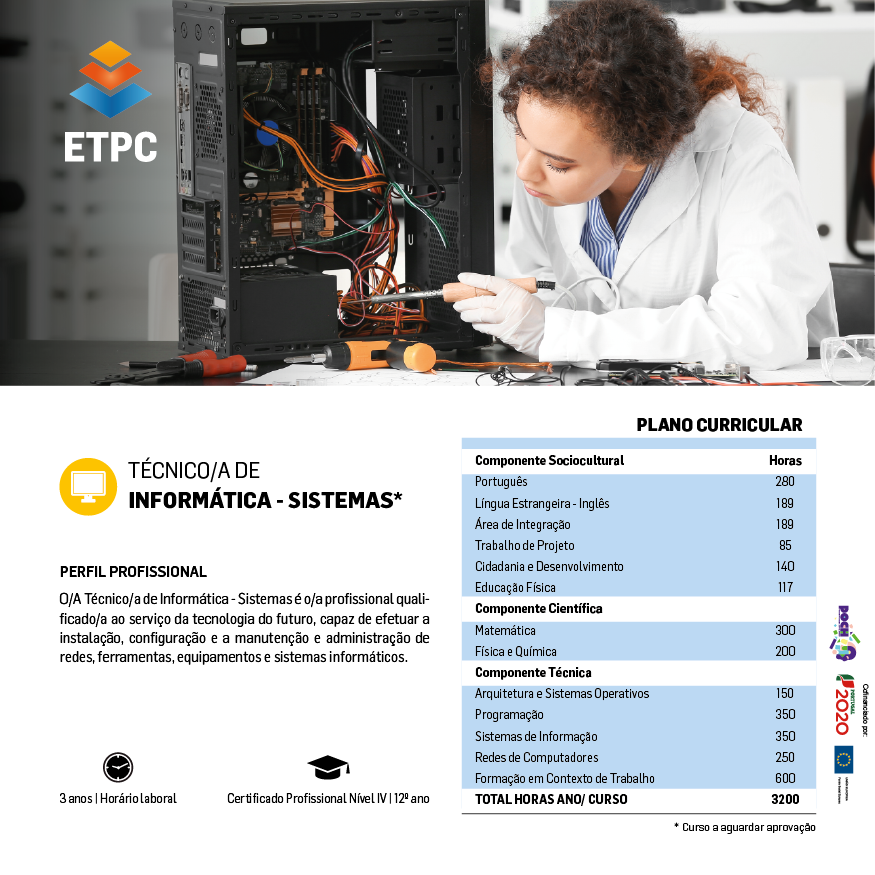 ETPC
TÉCNICO/A DE
INFORMÁTICA - SISTEMAS*
PERFIL PROFISSIONAL
O/A Técnico/a de Informática - Sistemas é o/a profissional quali-
ficado/a ao serviço da tecnologia do futuro, capaz de efetuar a
instalação, configuração e a manutenção e administração de
redes, ferramentas, equipamentos e sistemas informáticos.
3 anos | Horário laboral
Certificado Profissional Nível IV | 12º ano
PLANO CURRICULAR
Componente Sociocultural Horas
Português 280
Língua Estrangeira - Inglês 189
Área de Integração 189
Trabalho de Projeto 85
Cidadania e Desenvolvimento 140
Educação Física 117
Componente Científica
Matemática 300
Física e Química 200
Componente Técnica
Arquitetura e Sistemas Operativos 150
Programação 350
Sistemas de Informação 350
Redes de Computadores 250
Formação em Contexto de Trabalho 600
TOTAL HORAS ANO/ CURSO 3200
* Curso a aguardar aprovação
Cofinanciado por:
POCH
PORTUGAL
2020